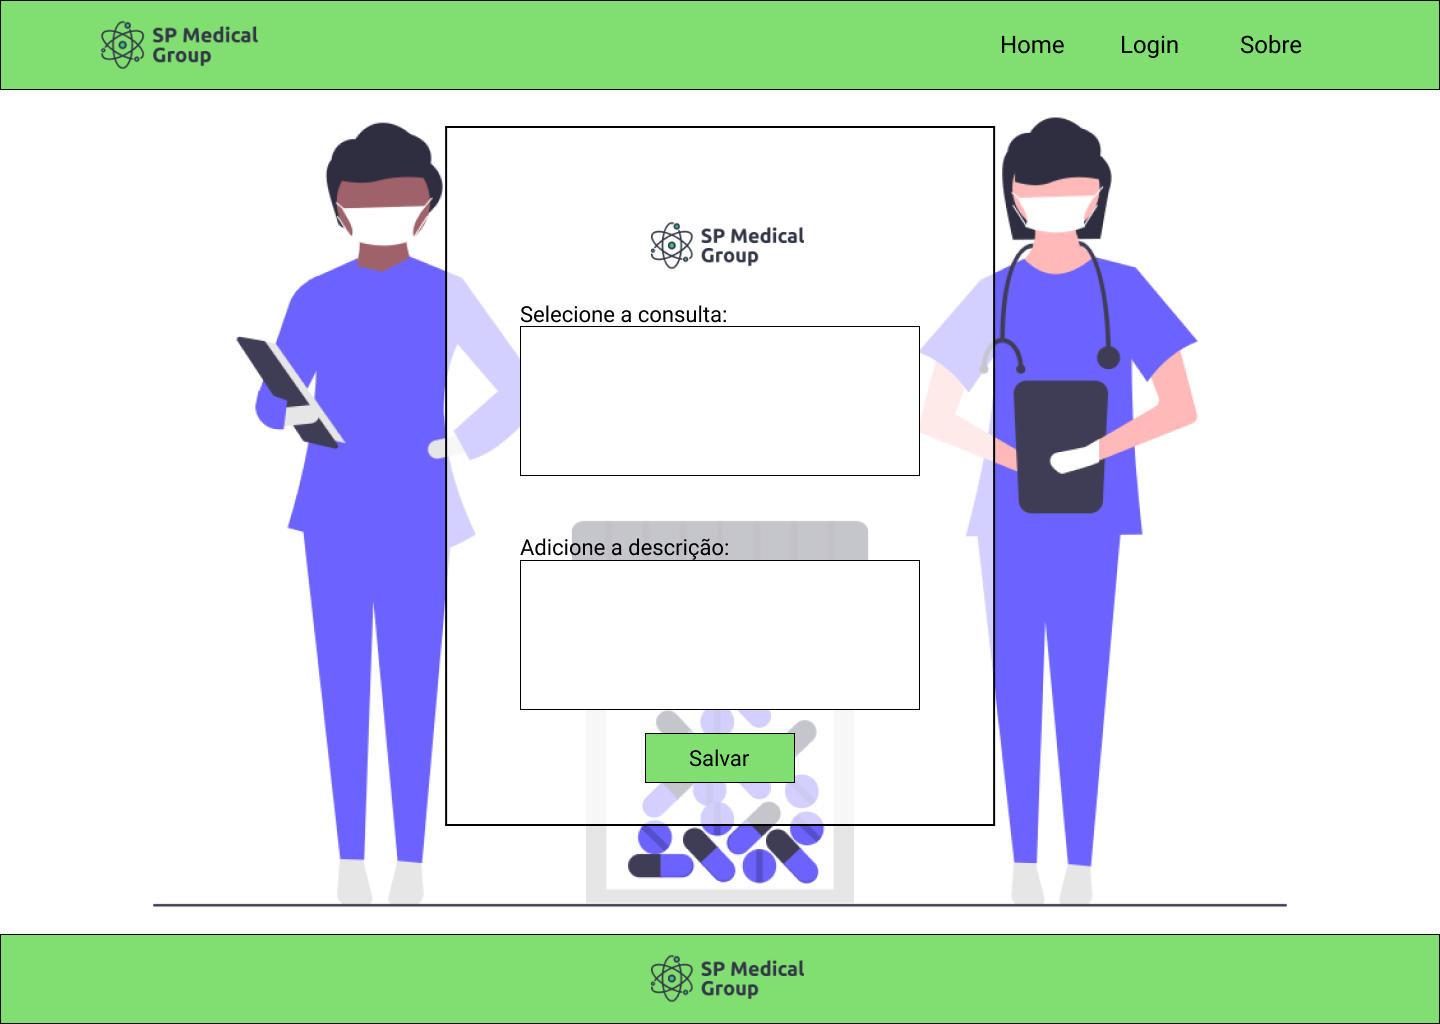 SP Medical
Group
Home
Login
Sobre
SP Medical
Group
Selecione a consulta:
Adicione a descrição:
Salvar
SP Medical
Group